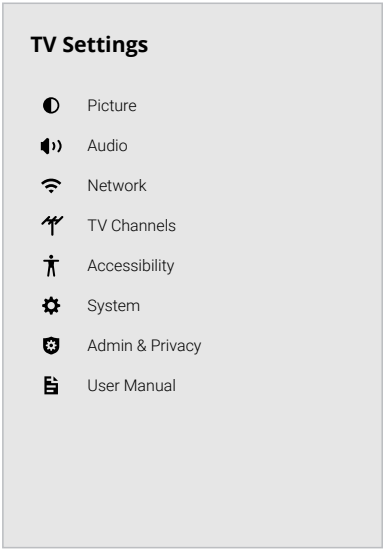 TV Settings
Picture
Audio
Network
TV Channels
Accessibility
System
Admin & Privacy
User Manual